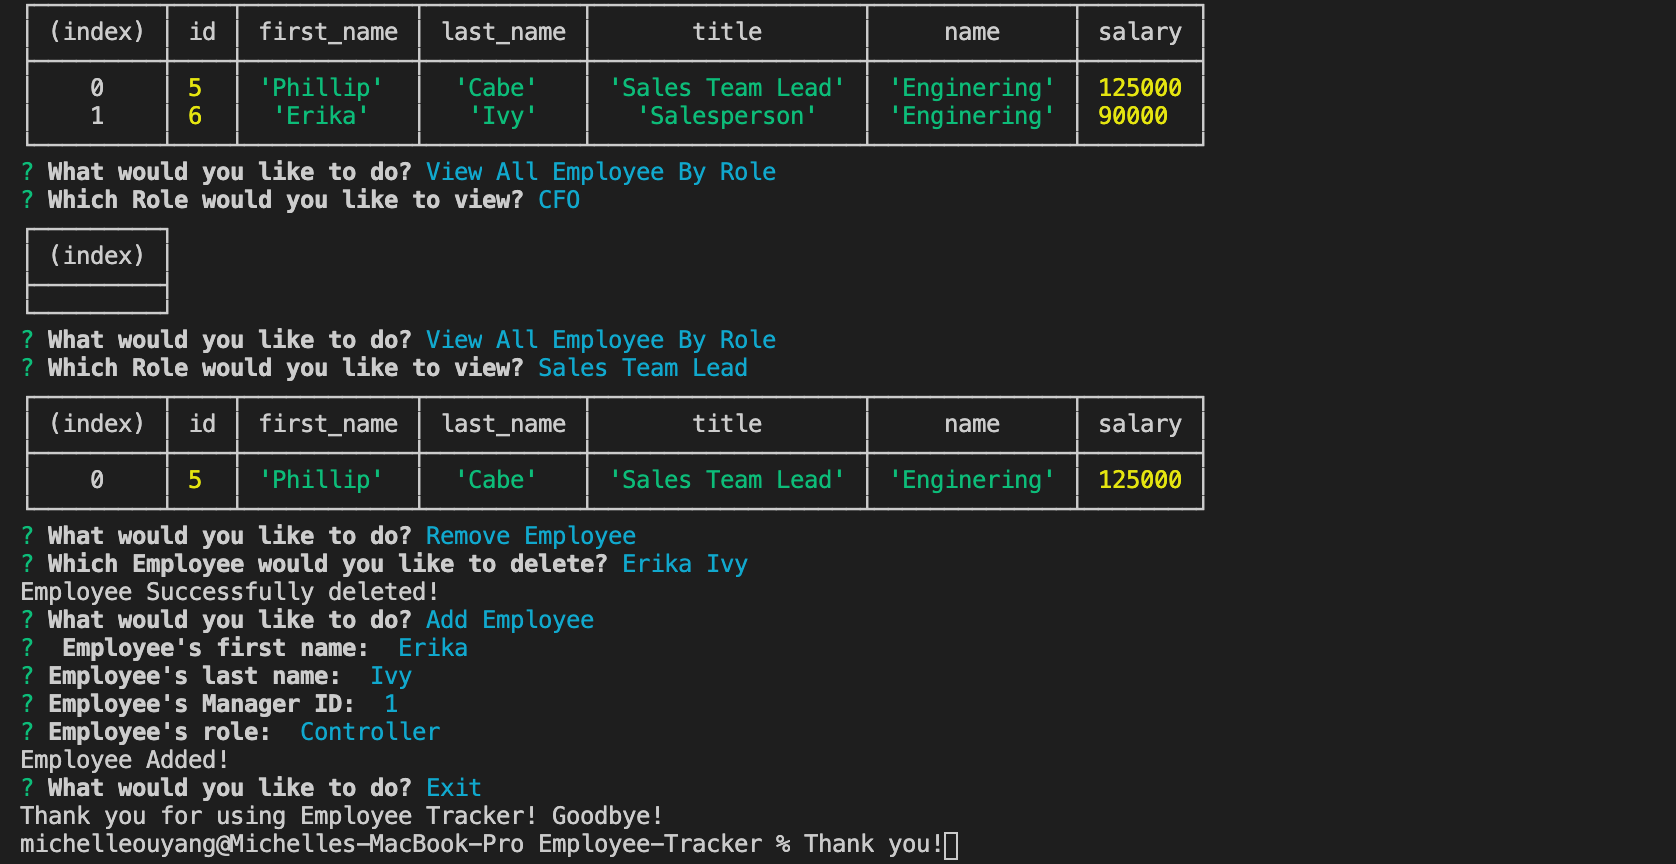 (index) id first_name last_name title name salary
0 5 'Phillip' 'Cabe' 'Sales Team Lead' 'Enginering' 125000
1 6 'Erika' 'Ivy' 'Salesperson' 'Enginering' 90000
? What would you like to do? View All Employee By Role
? Which Role would you like to view? CFO
(index)
? What would you like to do? View All Employee By Role
? Which Role would you like to view? Sales Team Lead
(index) id first_name last_name title name salary
0 5 'Phillip' 'Cabe' 'Sales Team Lead' 'Enginering' 125000
? What would you like to do? Remove Employee
? Which Employee would you like to delete? Erika Ivy
Employee Successfully deleted!
? What would you like to do? Add Employee
?  Employee's first name:  Erika
? Employee's last name:  Ivy
? Employee's Manager ID:  1
? Employee's role:  Controller
Employee Added!
? What would you like to do? Exit
Thank you for using Employee Tracker! Goodbye!
michelleouyang@Michelles-MacBook-Pro Employee-Tracker % Thank you!